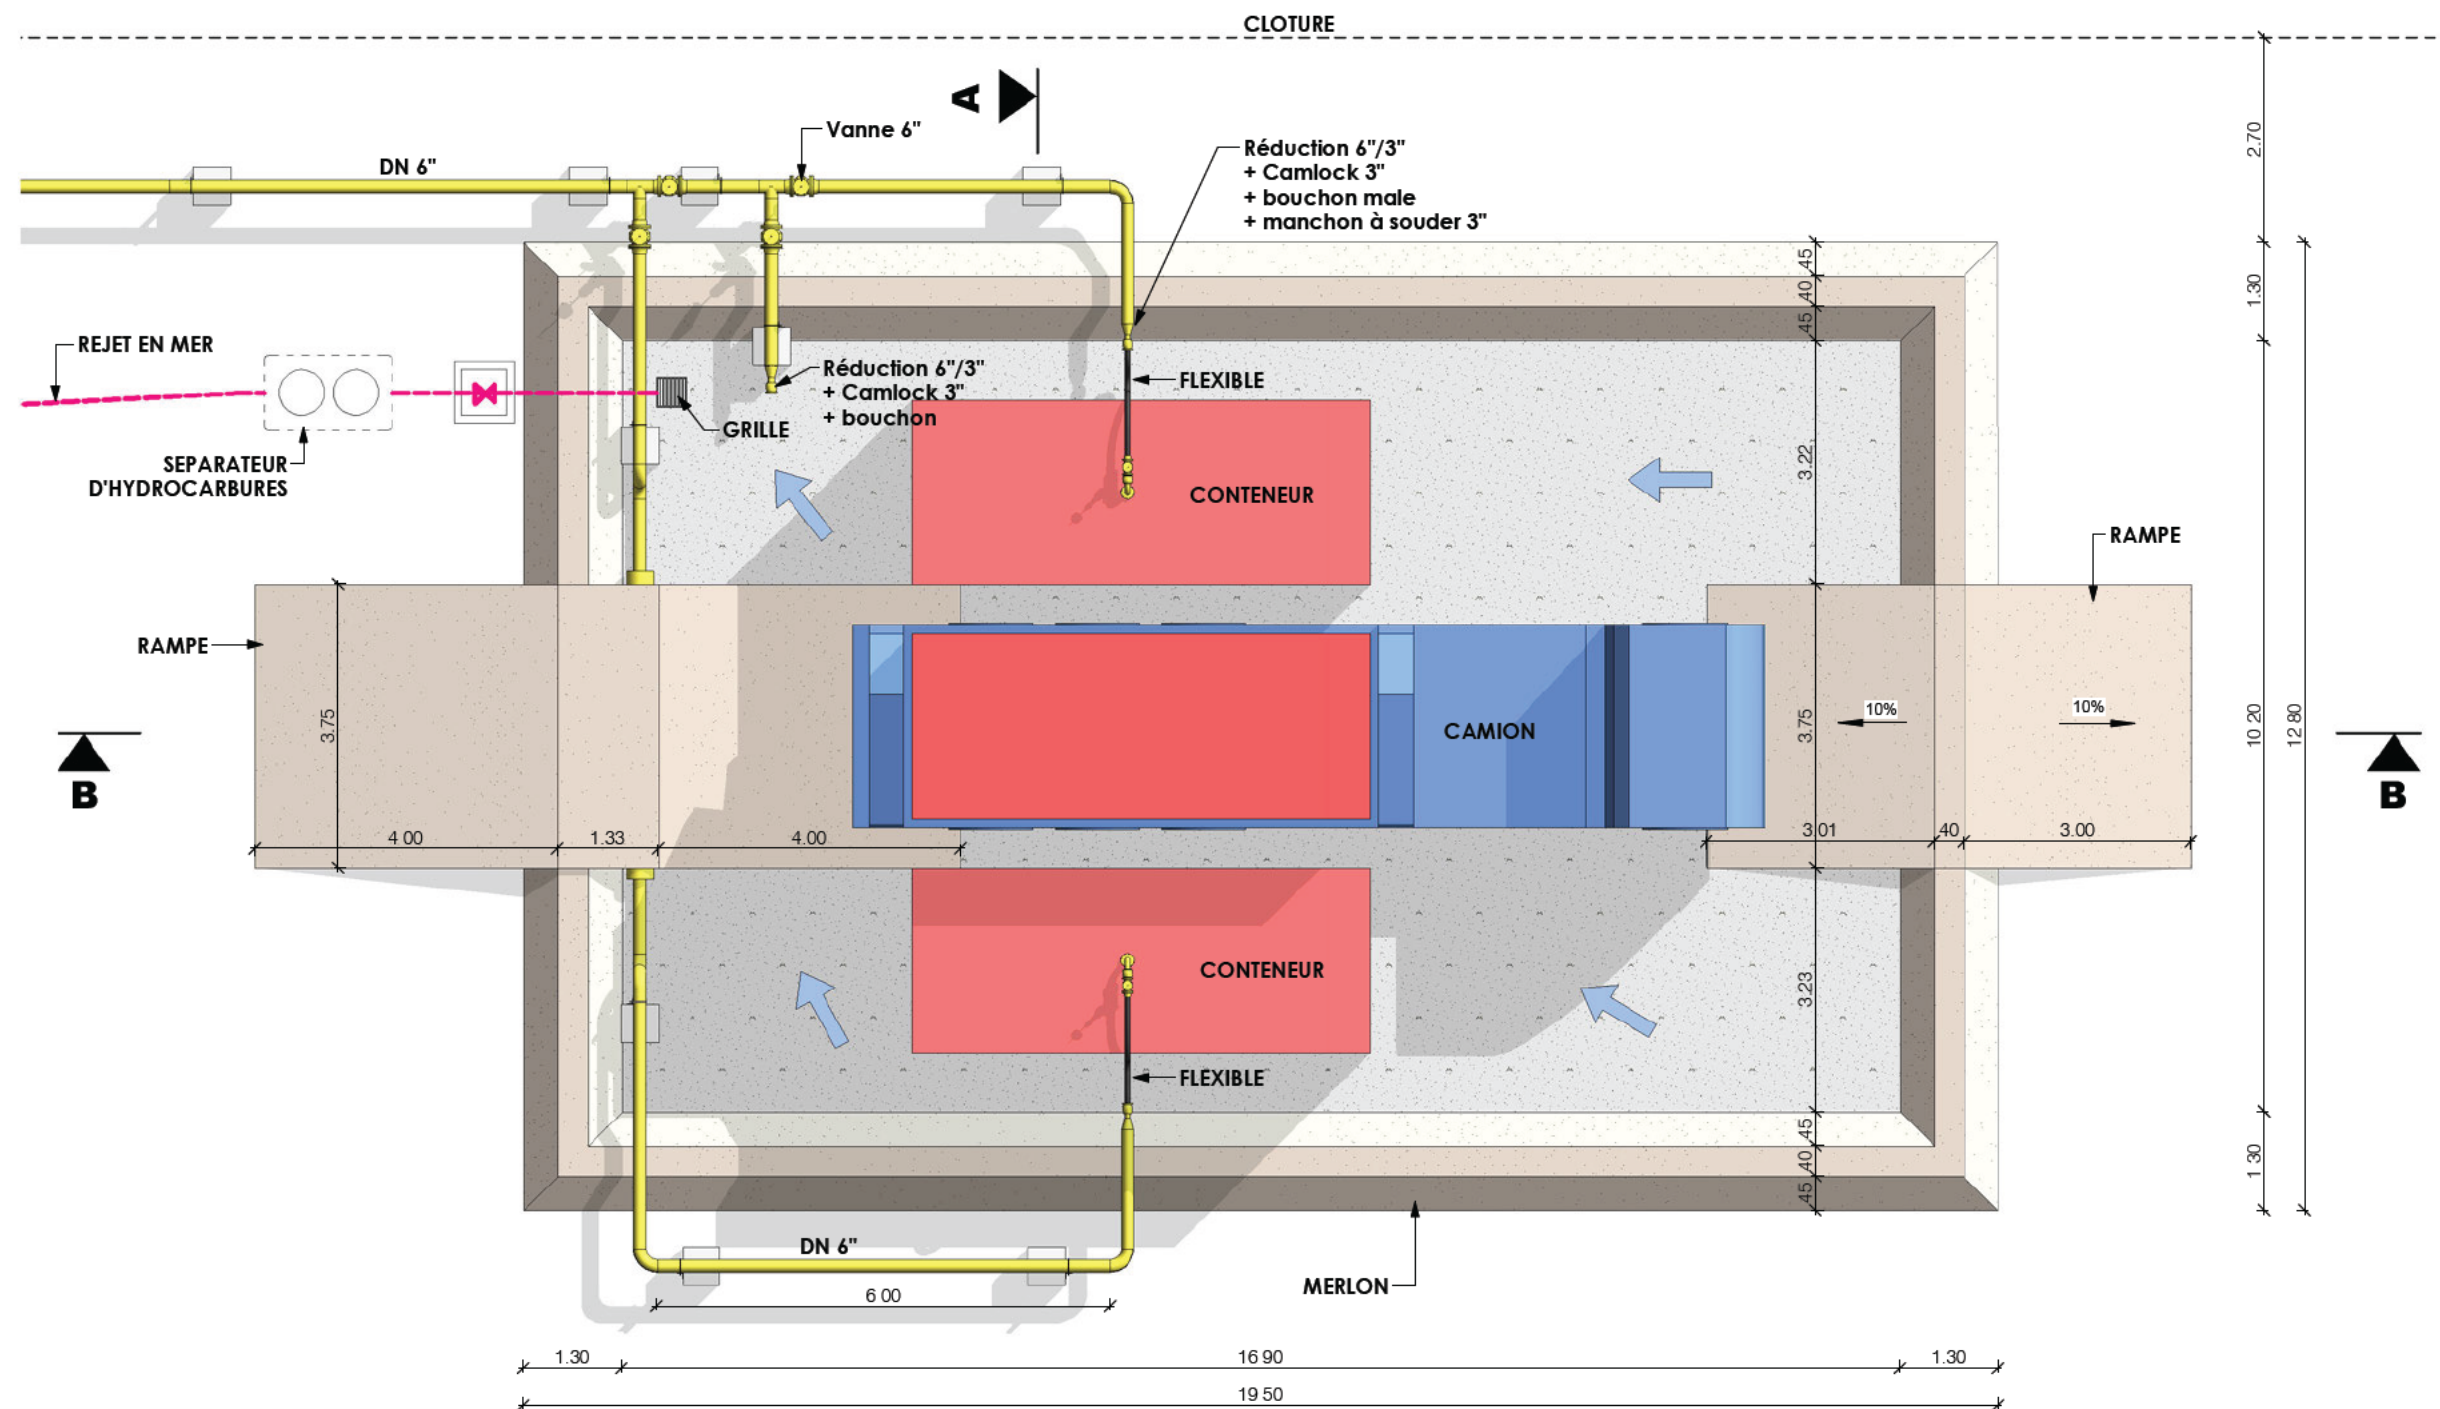 CLOTURE
A
Vanne 6"
DN 6"
Réduction 6"/3"
+ Camlock 3"
+ bouchon male
+ manchon à souder 3"
2.70
45
40
45
1.30
REJET EN MER
Réduction 6"/3"
+ Camlock 3"
+ bouchon
FLEXIBLE
GRILLE
SEPARATEUR
D'HYDROCARBURES
CONTENEUR
3.22
RAMPE
RAMPE
3.75
CAMION
3.75
10%
10%
10 20
12 80
B
B
4 00
1.33
4.00
3.01
40
3.00
CONTENEUR
3.23
FLEXIBLE
45
40
45
1 30
DN 6"
MERLON
6 00
1.30
16 90
1.30
19 50